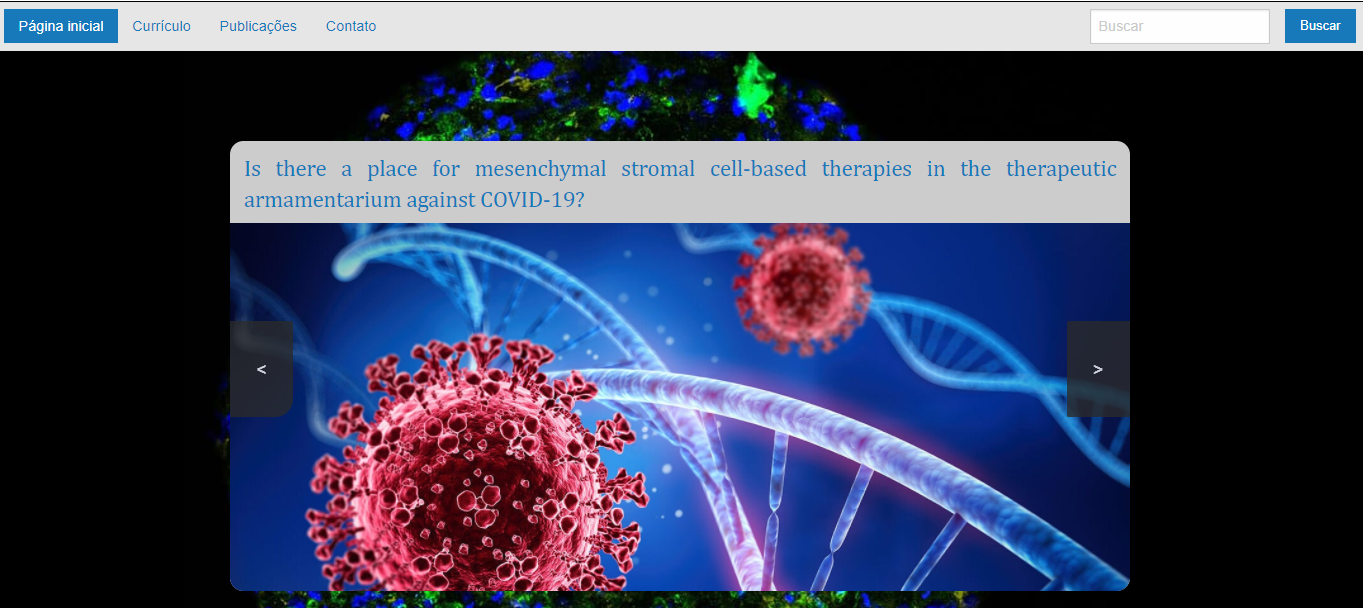 Página inicial Currículo Publicações Contato Buscar Buscar
Is there a place for mesenchymal stromal cell-based therapies in the therapeutic
armamentarium against COVID-19?
< >